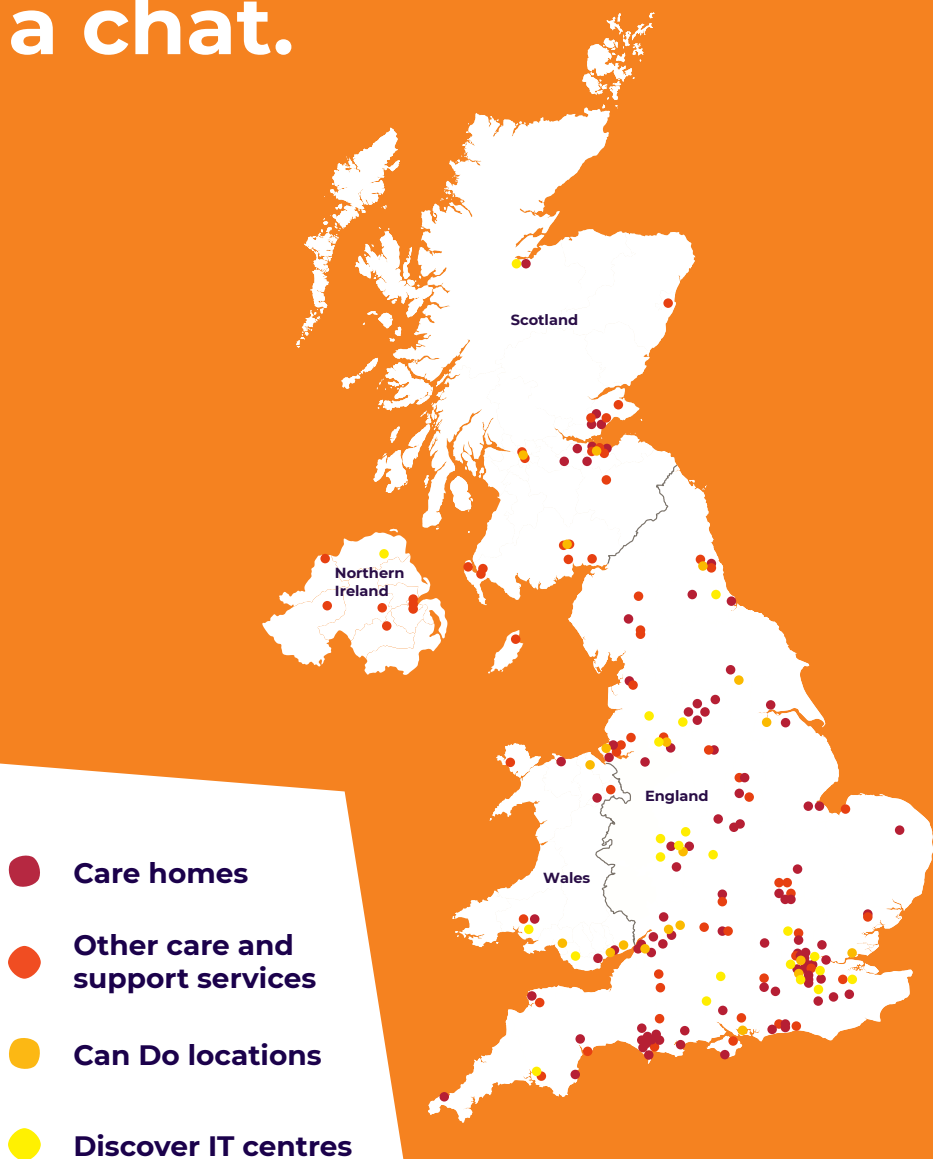 a chat.
Scotland
Northern
Ireland
England
Wales
Care homes
Other care and
support services
Can Do locations
Discover IT centres